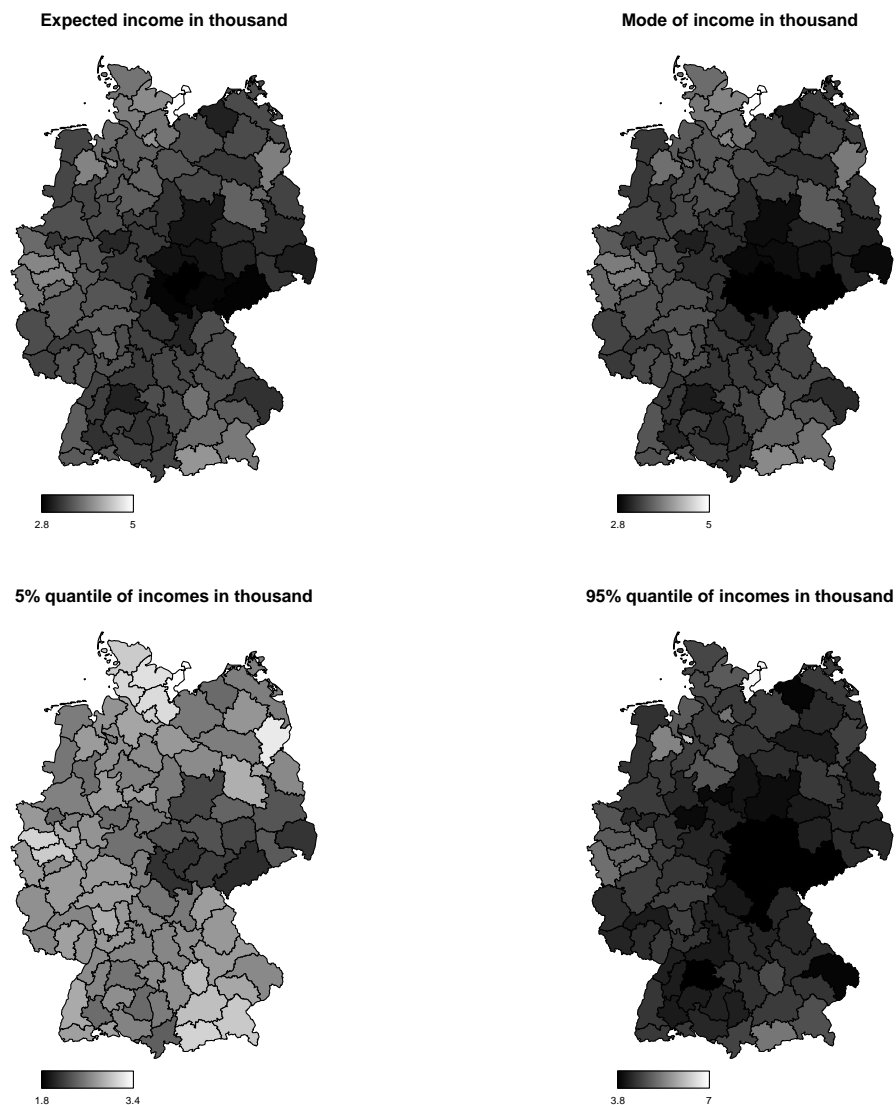 Expected income in thousand
Mode of income in thousand
2.8 5
2.8 5
5% quantile of incomes in thousand
95% quantile of incomes in thousand
1.8 3.4
3.8 7